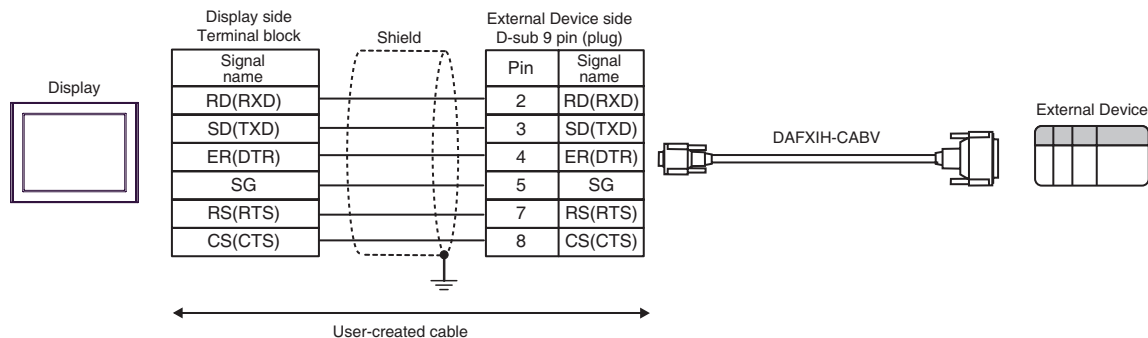 Display
Display side
Terminal block
Signal
name
RD(RXD)
SD(TXD)
ER(DTR)
SG
RS(RTS)
CS(CTS)
Shield
External Device side
D-sub 9 pin (plug)
Pin Signal
name
2 RD(RXD)
3 SD(TXD)
4 ER(DTR)
5 SG
7 RS(RTS)
8 CS(CTS)
User-created cable
DAFXIH-CABV
External Device